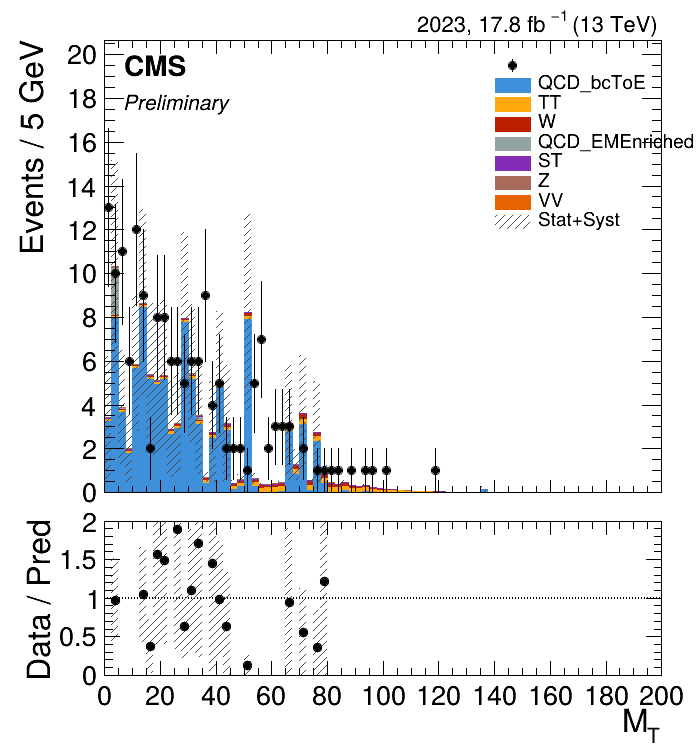 2023, 17.8 fb⁻¹ (13 TeV)
CMS
Preliminary
Events / 5 GeV
20
18
16
14
12
10
8
6
4
2
0
QCD_bcToE
TT
W
QCD_EMEnriched
ST
Z
VV
Stat+Syst
Data / Pred
2
1.5
1
0.5
0
0 20 40 60 80 100 120 140 160 180 200
M_T